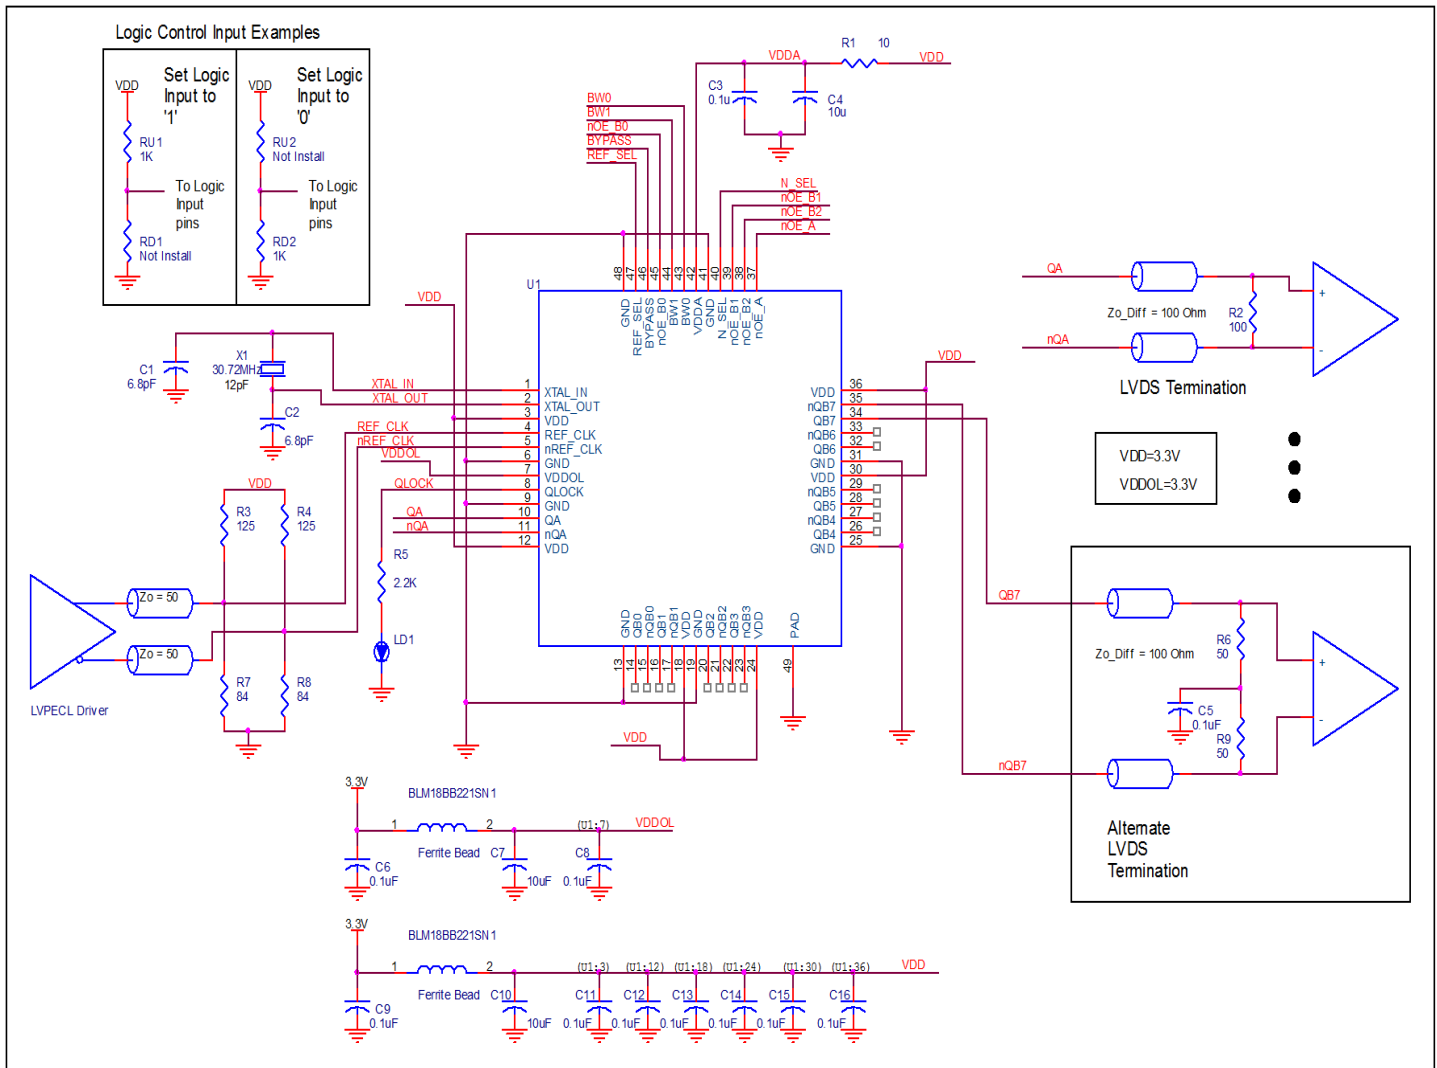 Logic Control Input Examples
VDD
Set Logic
Input to
'1'
RU1
1K
To Logic
Input
pins
RD1
Not Install
VDD
Set Logic
Input to
'0'
RU2
Not Install
To Logic
Input
pins
RD2
1K
VDDA
R1
10
VDD
C3
0.1u
C4
10u
BW0
BW1
nOE_B0
BYPASS
REF_SEL
N_SEL
nOE_B1
nOE_B2
nOE_A
48
47
46
45
44
43
42
41
40
39
38
37
U1
GND
REF_SEL
BYPASS
nOE_B0
BW1
BW0
VDDA
GND
N_SEL
nOE_B1
nOE_B2
nOE_A
VDD
C1
6.8pF
X1
30.72MHz
12pF
C2
6.8pF
XTAL_IN
XTAL_OUT
REF_CLK
nREF_CLK
VDDOL
QLOCK
QA
nQA
1 XTAL_IN
2 XTAL_OUT
3 VDD
4 REF_CLK
5 nREF_CLK
6 GND
7 VDDOL
8 QLOCK
9 GND
10 QA
11 nQA
12 VDD
VDD
VDD 36
nQB7 35
QB7 34
nQB6 33
QB6 32
GND 31
VDD 30
nQB5 29
QB5 28
nQB4 27
QB4 26
GND 25
GND
QB0
nQB0
QB1
nQB1
VDD
GND
QB2
nQB2
QB3
nQB3
VDD
PAD
13
14
15
16
17
18
19
20
21
22
23
24
49
VDD
VDD
R3
125
R4
125
Zo = 50
Zo = 50
R7
84
R8
84
LVPECL Driver
R5
2.2K
LD1
QA
nQA
Zo_Diff = 100 Ohm
R2
100
+
-
LVDS Termination
VDD=3.3V
VDDOL=3.3V
QB7
nQB7
Zo_Diff = 100 Ohm
R6
50
C5
0.1uF
R9
50
+
-
Alternate
LVDS
Termination
3.3V
BLM18BB221SN1
1
2
(U1:7)
VDDOL
C6
0.1uF
Ferrite Bead
C7
10uF
C8
0.1uF
3.3V
BLM18BB221SN1
1
2
(U1:3)
(U1:12)
(U1:18)
(U1:24)
(U1:30)
(U1:36)
VDD
C9
0.1uF
Ferrite Bead
C10
10uF
C11
0.1uF
C12
0.1uF
C13
0.1uF
C14
0.1uF
C15
0.1uF
C16
0.1uF